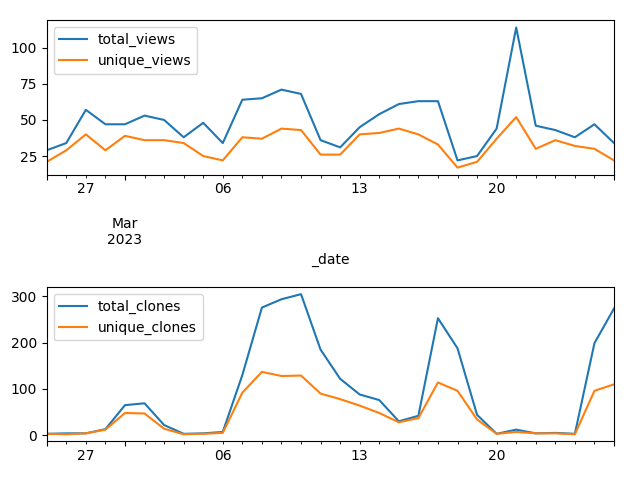 total_views
unique_views
100
75
50
25
27 06 13 20
Mar
2023
_date
total_clones
unique_clones
300
200
100
0
27 06 13 20